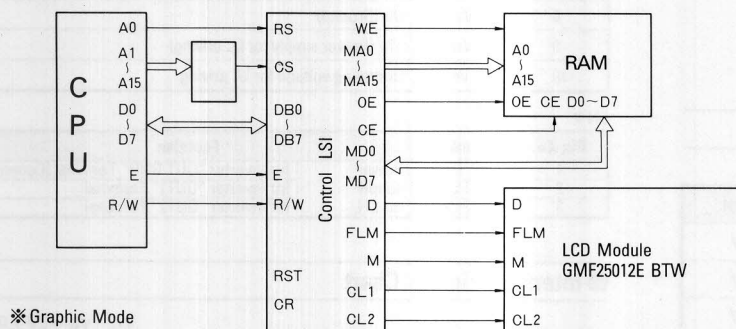 CPU
A0
A1
~
A15
D0
~
D7
E
R/W
RS
CS
DB0
~
DB7
E
R/W
RST
CR
Control LSI
WE
MA0
~
MA15
OE
CE
MD0
~
MD7
D
FLM
M
CL1
CL2
RAM
A0
~
A15
OE CE D0~D7
LCD Module
GMF25012E BTW
D
FLM
M
CL1
CL2
※Graphic Mode